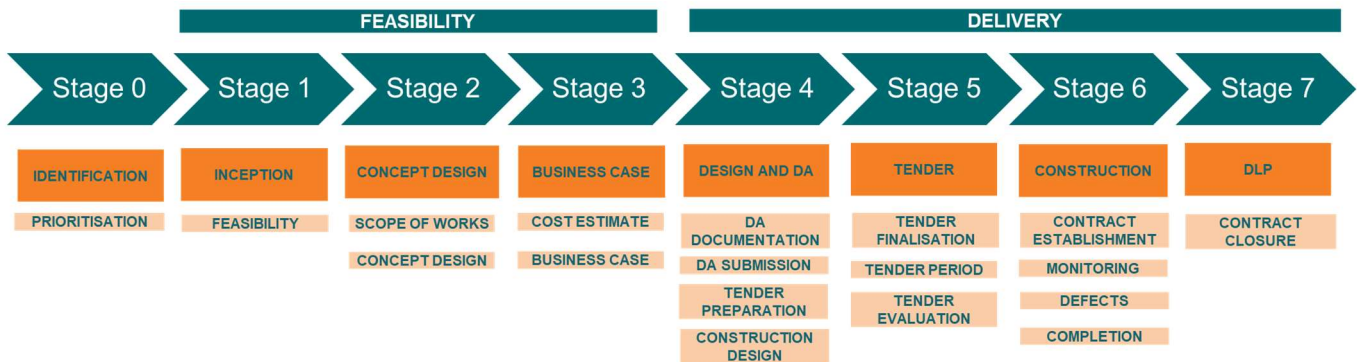 FEASIBILITY
DELIVERY
Stage 0
Stage 1
Stage 2
Stage 3
Stage 4
Stage 5
Stage 6
Stage 7
IDENTIFICATION
INCEPTION
CONCEPT DESIGN
BUSINESS CASE
DESIGN AND DA
TENDER
CONSTRUCTION
DLP
PRIORITISATION
FEASIBILITY
SCOPE OF WORKS
CONCEPT DESIGN
COST ESTIMATE
BUSINESS CASE
DA
DOCUMENTATION
DA SUBMISSION
TENDER
PREPARATION
CONSTRUCTION
DESIGN
TENDER
FINALISATION
TENDER PERIOD
TENDER
EVALUATION
CONTRACT
ESTABLISHMENT
MONITORING
DEFECTS
COMPLETION
CONTRACT
CLOSURE